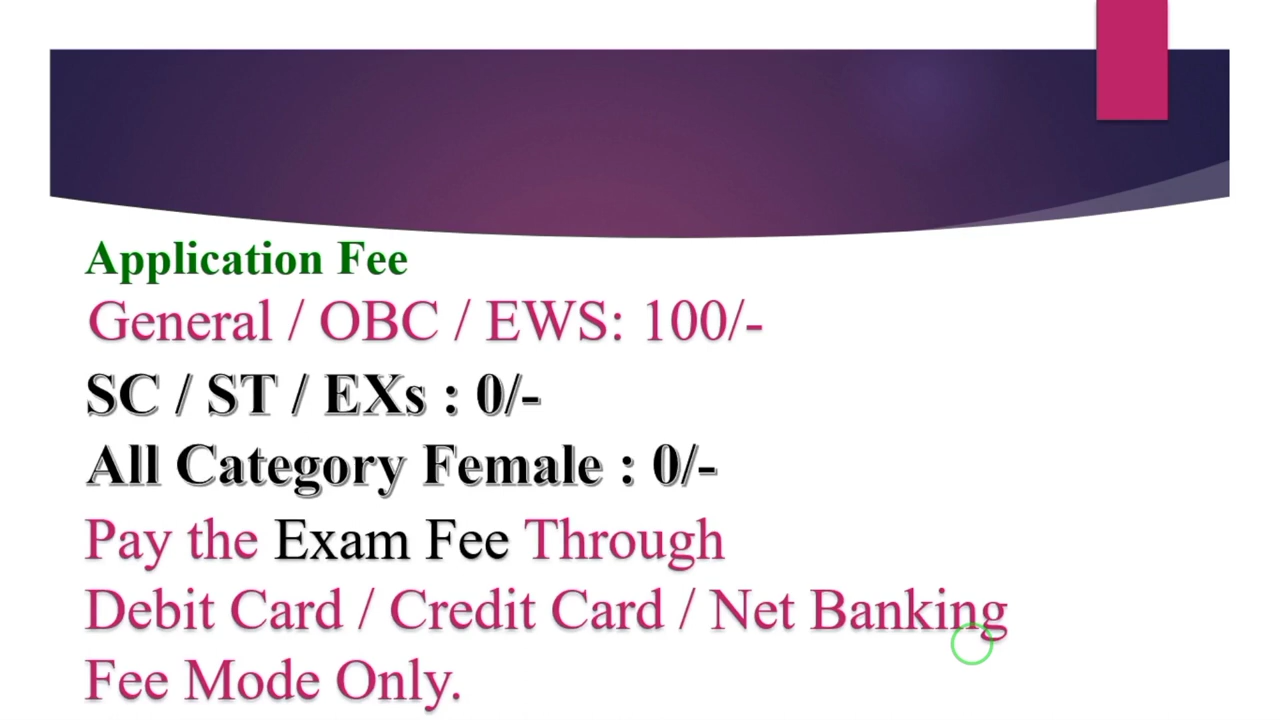 Application Fee
General / OBC / EWS: 100/-
SC / ST / EXs : 0/-
All Category Female : 0/-
Pay the Exam Fee Through
Debit Card / Credit Card / Net Banking
Fee Mode Only.